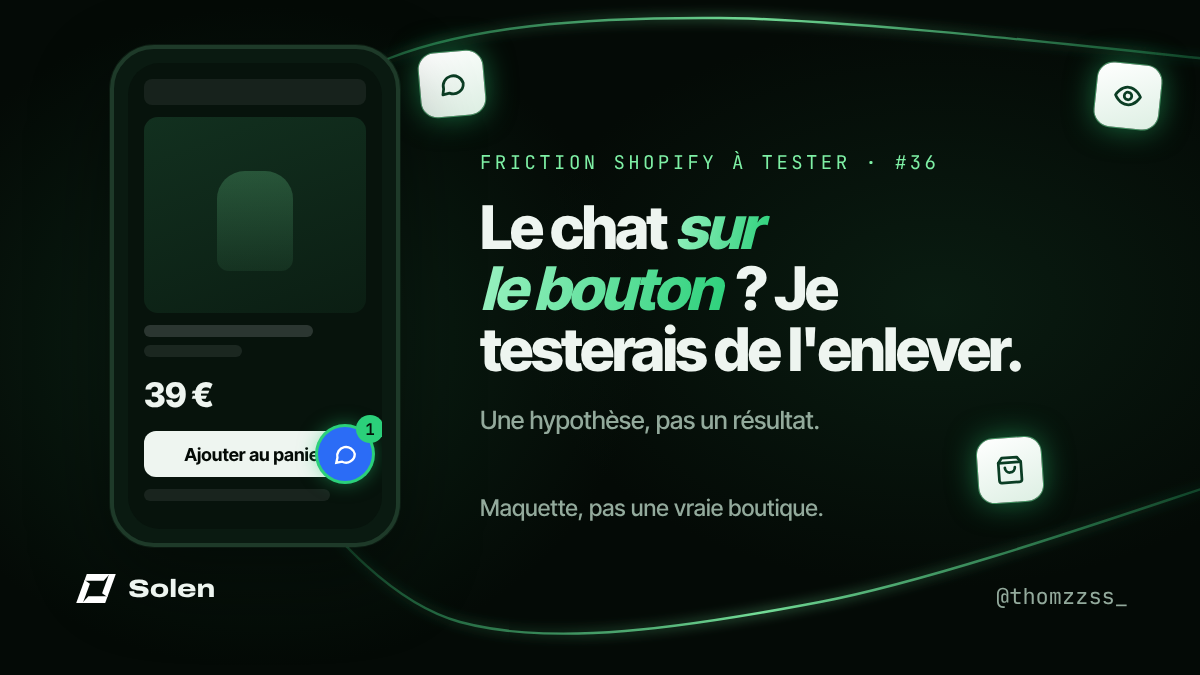 FRICTION SHOPIFY À TESTER · #36
Le chat sur
le bouton ? Je
testerais de l'enlever.
Une hypothèse, pas un résultat.
Maquette, pas une vraie boutique.
39 €
1
Ajouter au panie
Solen
@thomzzss_